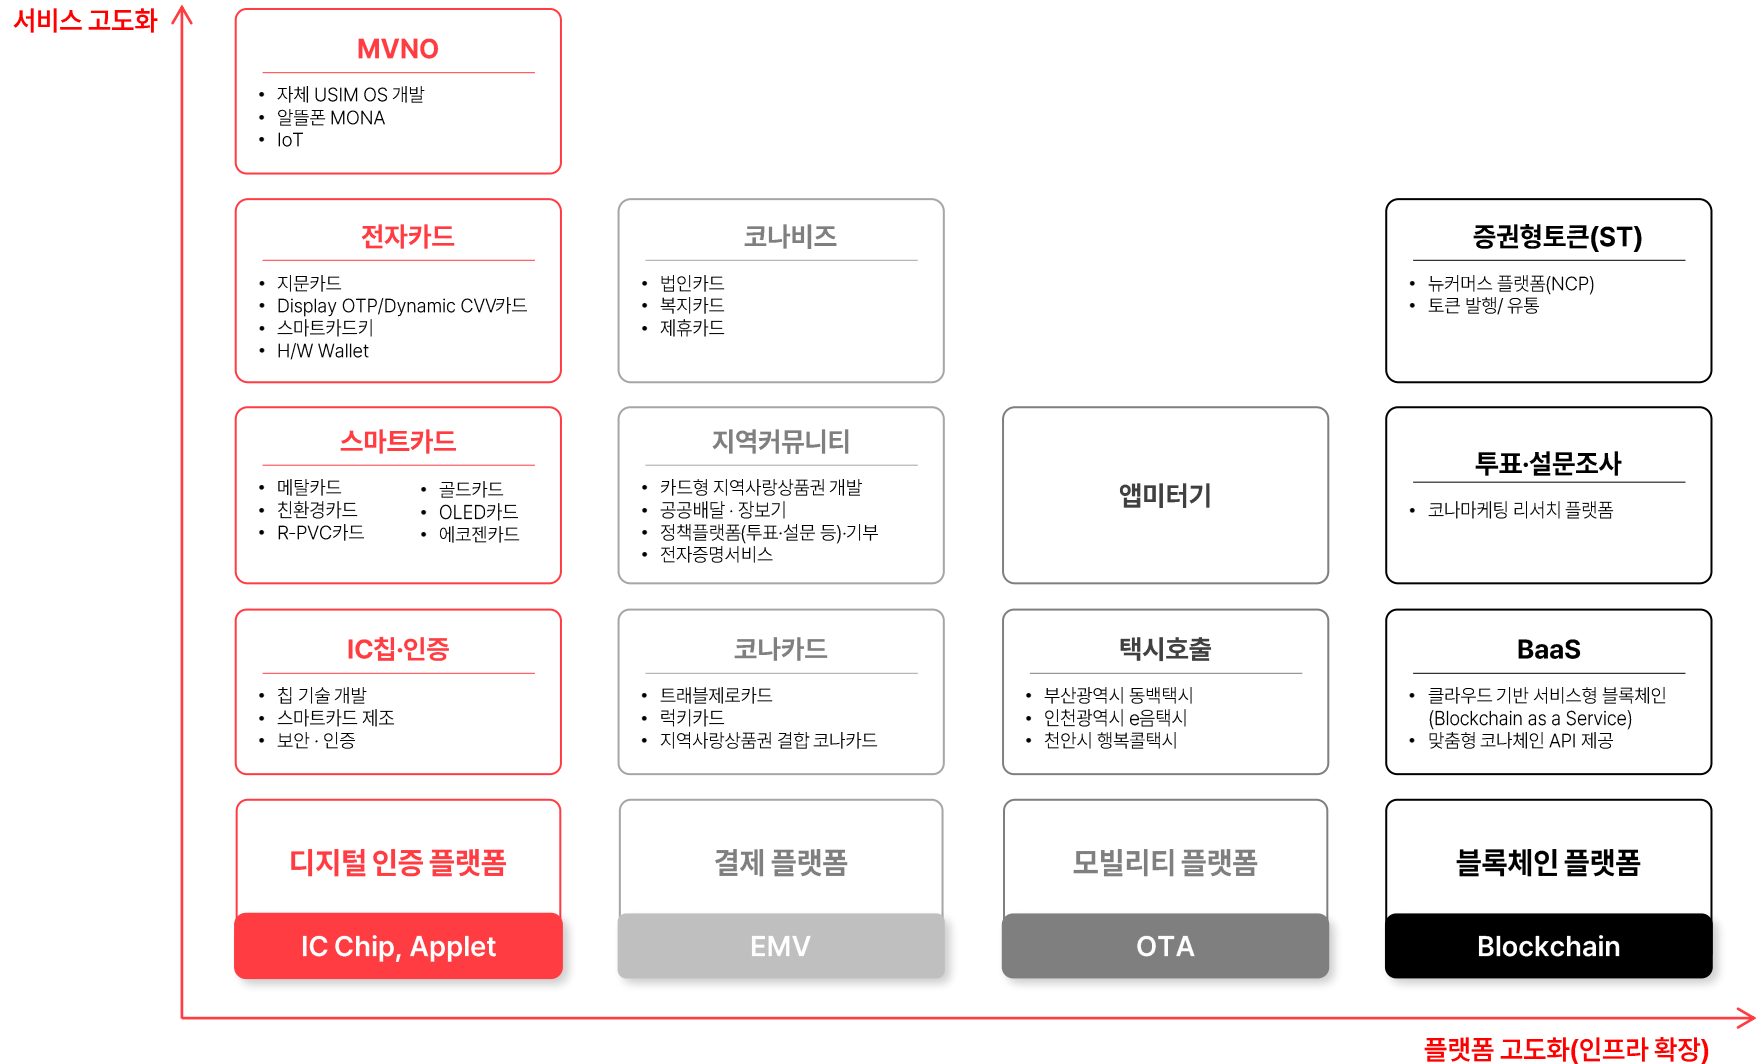 서비스 고도화
MVNO
• 자체 USIM OS 개발
• 알뜰폰 MONA
• IoT
전자카드
• 지문카드
• Display OTP/Dynamic CVV카드
• 스마트카드키
• H/W Wallet
코나비즈
• 법인카드
• 복지카드
• 제휴카드
증권형토큰(ST)
• 뉴커머스 플랫폼(NCP)
• 토큰 발행/ 유통
스마트카드
• 메탈카드
• 친환경카드
• R-PVC카드
• 골드카드
• OLED카드
• 에코젠카드
지역커뮤니티
• 카드형 지역사랑상품권 개발
• 공공배달 · 장보기
• 정책플랫폼(투표·설문 등)·기부
• 전자증명서비스
앱미터기
투표·설문조사
• 코나마케팅 리서치 플랫폼
IC칩·인증
• 칩 기술 개발
• 스마트카드 제조
• 보안 · 인증
코나카드
• 트래블제로카드
• 럭키카드
• 지역사랑상품권 결합 코나카드
택시호출
• 부산광역시 동백택시
• 인천광역시 e음택시
• 천안시 행복콜택시
BaaS
• 클라우드 기반 서비스형 블록체인
(Blockchain as a Service)
• 맞춤형 코나체인 API 제공
디지털 인증 플랫폼
IC Chip, Applet
결제 플랫폼
EMV
모빌리티 플랫폼
OTA
블록체인 플랫폼
Blockchain
플랫폼 고도화(인프라 확장)